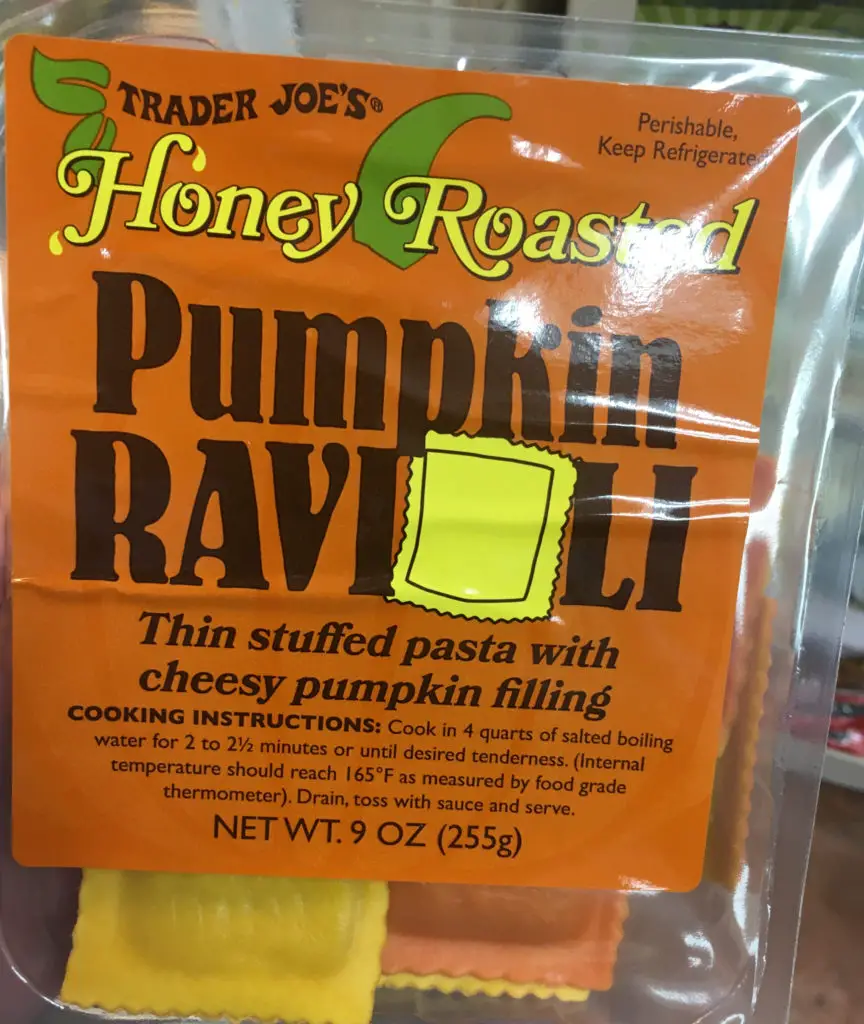 TRADER JOE'S®
Perishable,
Keep Refrigerated
Honey Roasted
Pumpkin
RAVIOLI
Thin stuffed pasta with
cheesy pumpkin filling
COOKING INSTRUCTIONS: Cook in 4 quarts of salted boiling
water for 2 to 2½ minutes or until desired tenderness. (Internal
temperature should reach 165°F as measured by food grade
thermometer). Drain, toss with sauce and serve.
NET WT. 9 OZ (255g)